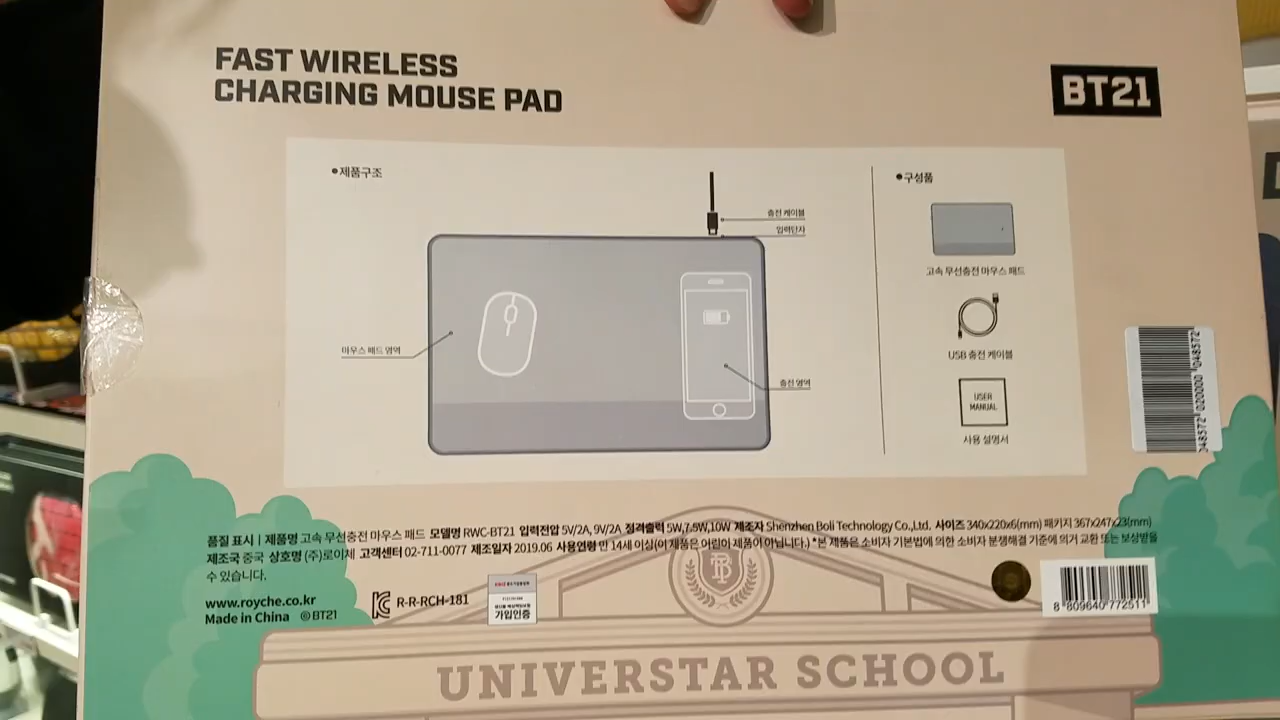 FAST WIRELESS
CHARGING MOUSE PAD
BT21
•제품구조
충전 케이블
입력단자
마우스 패드 영역
충전 영역
•구성품
고속 무선충전 마우스 패드
USB 충전 케이블
USER
MANUAL
사용 설명서
048572 020000 048572
품질 표시 | 제품명 고속 무선충전 마우스 패드 모델명 RWC-BT21 입력전압 5V/2A, 9V/2A 정격출력 5W,7.5W,10W 제조자 Shenzhen Boli Technology Co.,Ltd. 사이즈 340x220x6(mm) 패키지 367x247x23(mm)
제조국 중국 상호명 (주)로이체 고객센터 02-711-0077 제조일자 2019.06 사용연령 만 14세 이상(이 제품은 어린이 제품이 아닙니다.) *본 제품은 소비자 기본법에 의한 소비자 분쟁해결 기준에 의거 교환 또는 보상받을
수 있습니다.
www.royche.co.kr
Made in China ©BT21
R-R-RCH-181
가입인증
8 809640 772511
UNIVERSTAR SCHOOL